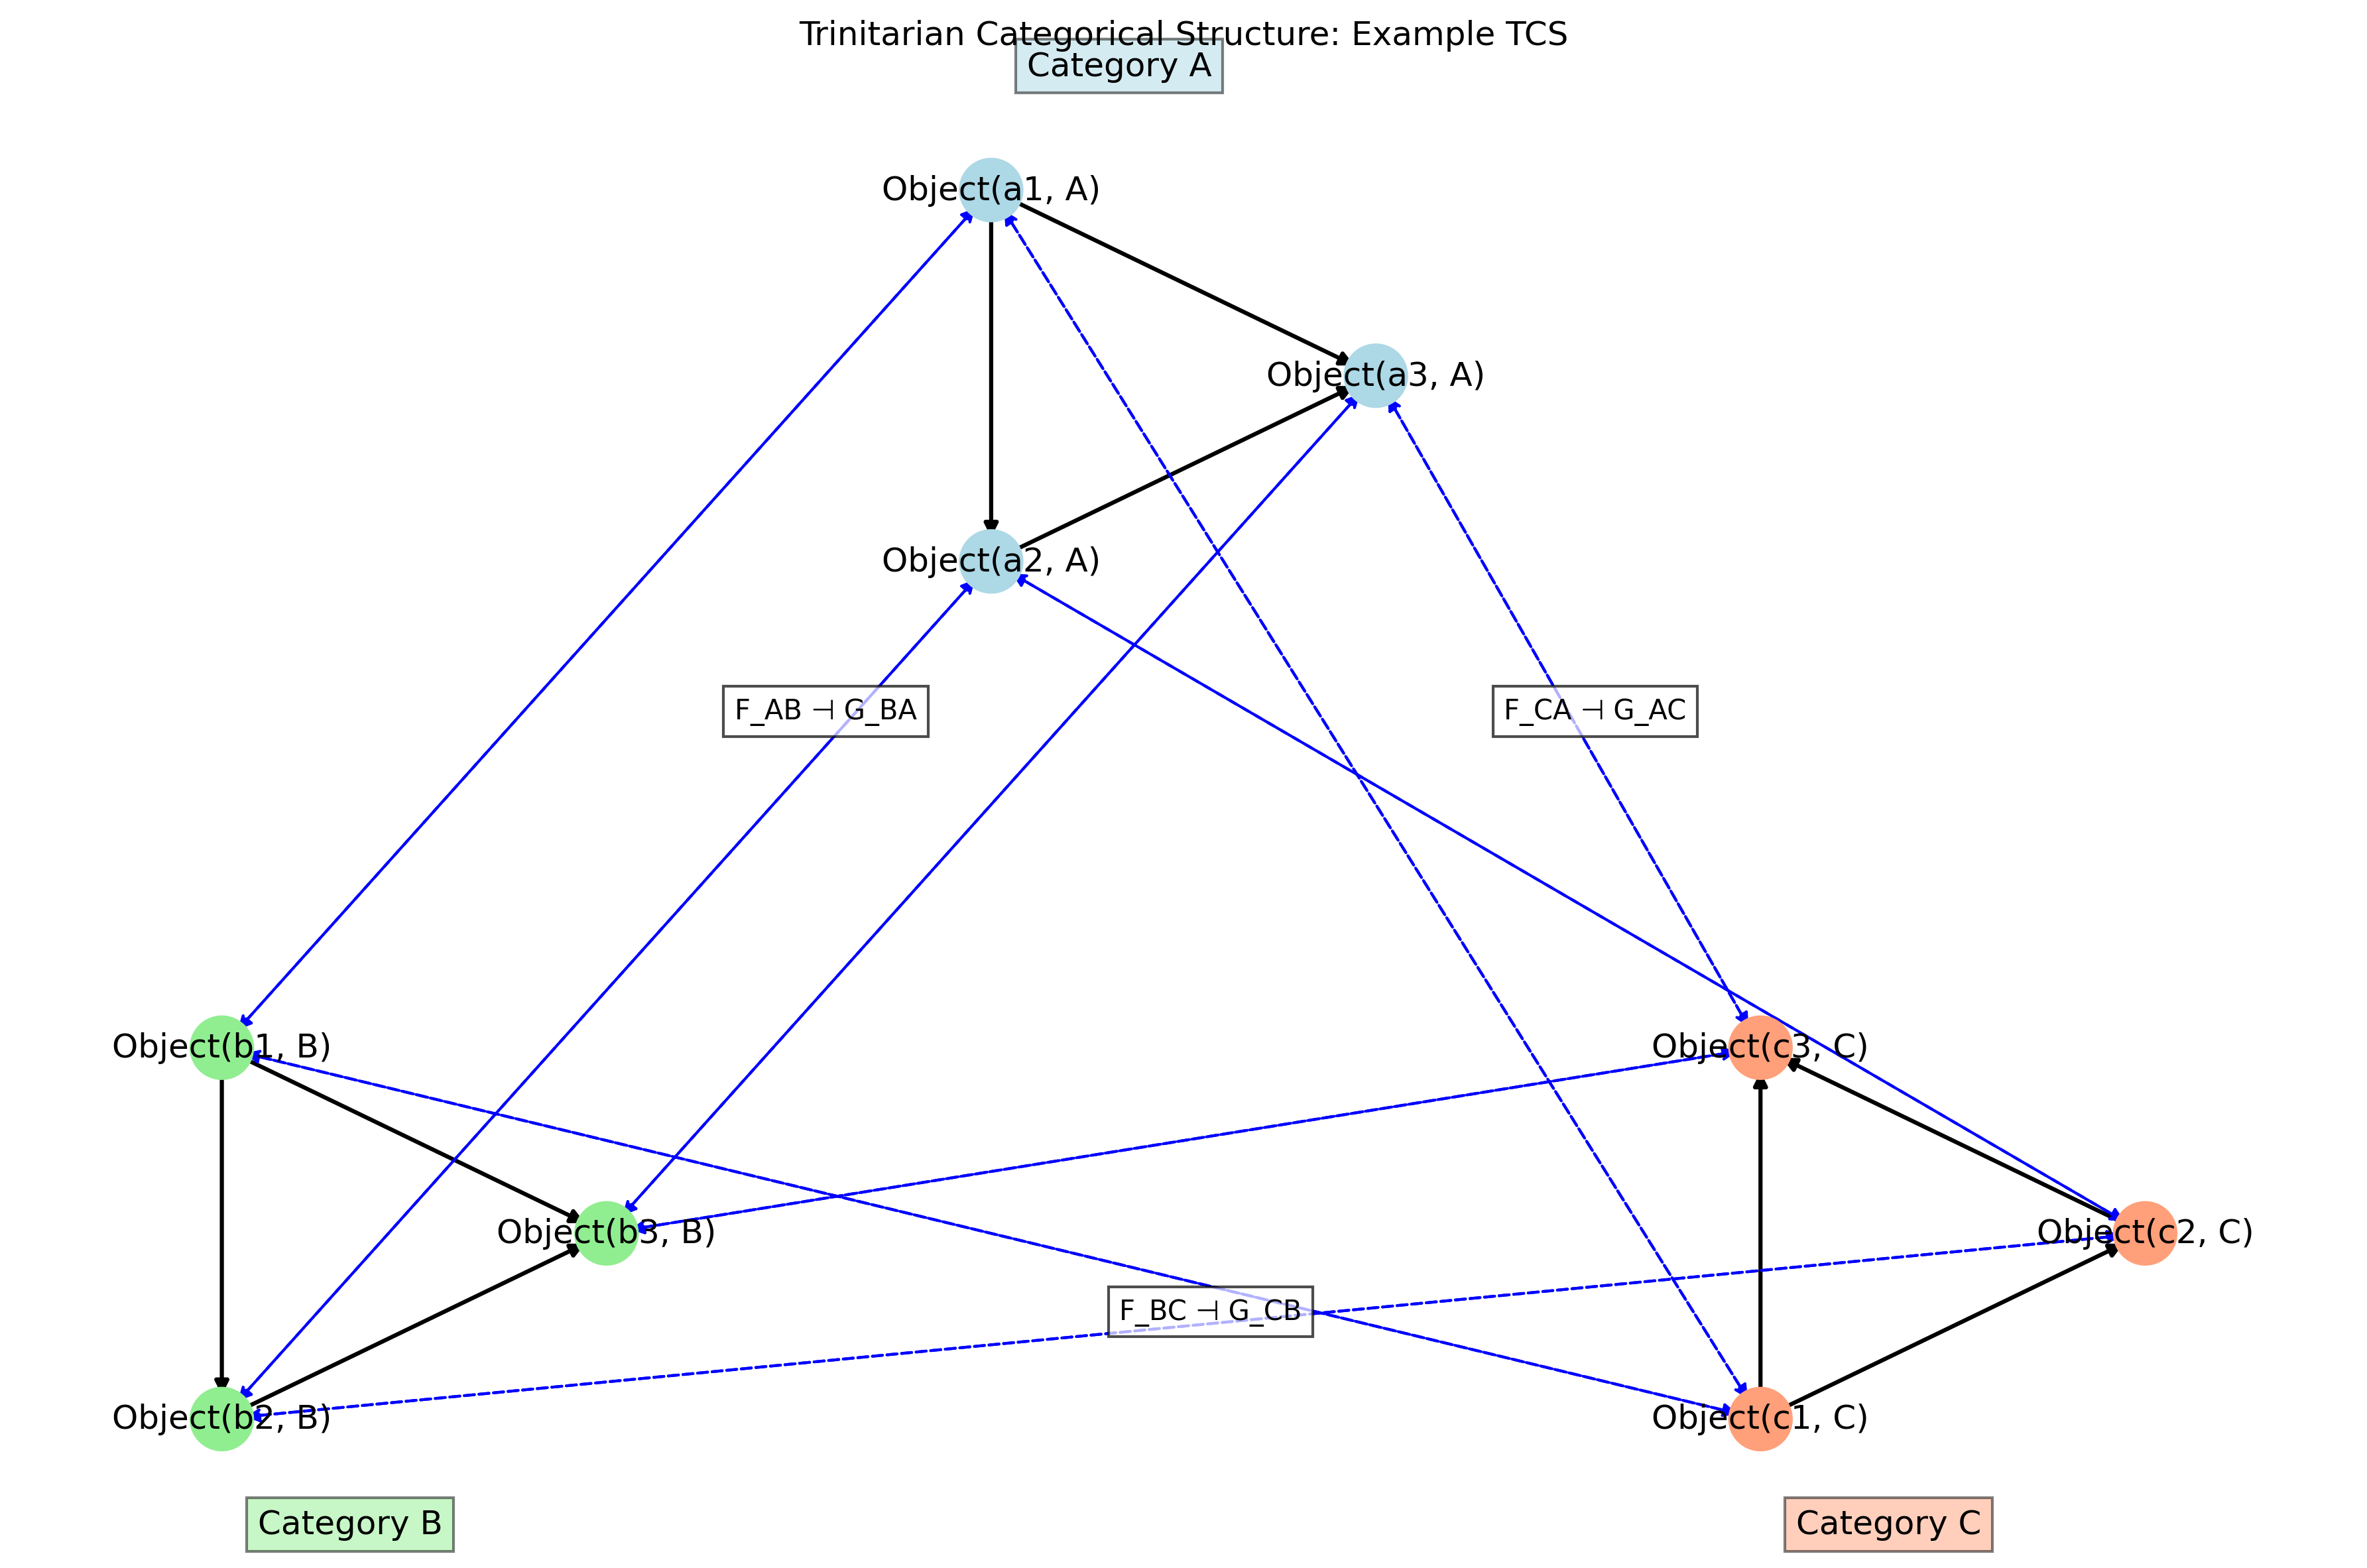 Trinitarian Categorical Structure: Example TCS
Category A
Object(a1, A)
Object(a3, A)
Object(a2, A)
F_AB ⊣ G_BA
F_CA ⊣ G_AC
Object(b1, B)
Object(c3, C)
Object(b3, B)
Object(c2, C)
F_BC ⊣ G_CB
Object(b2, B)
Object(c1, C)
Category B
Category C